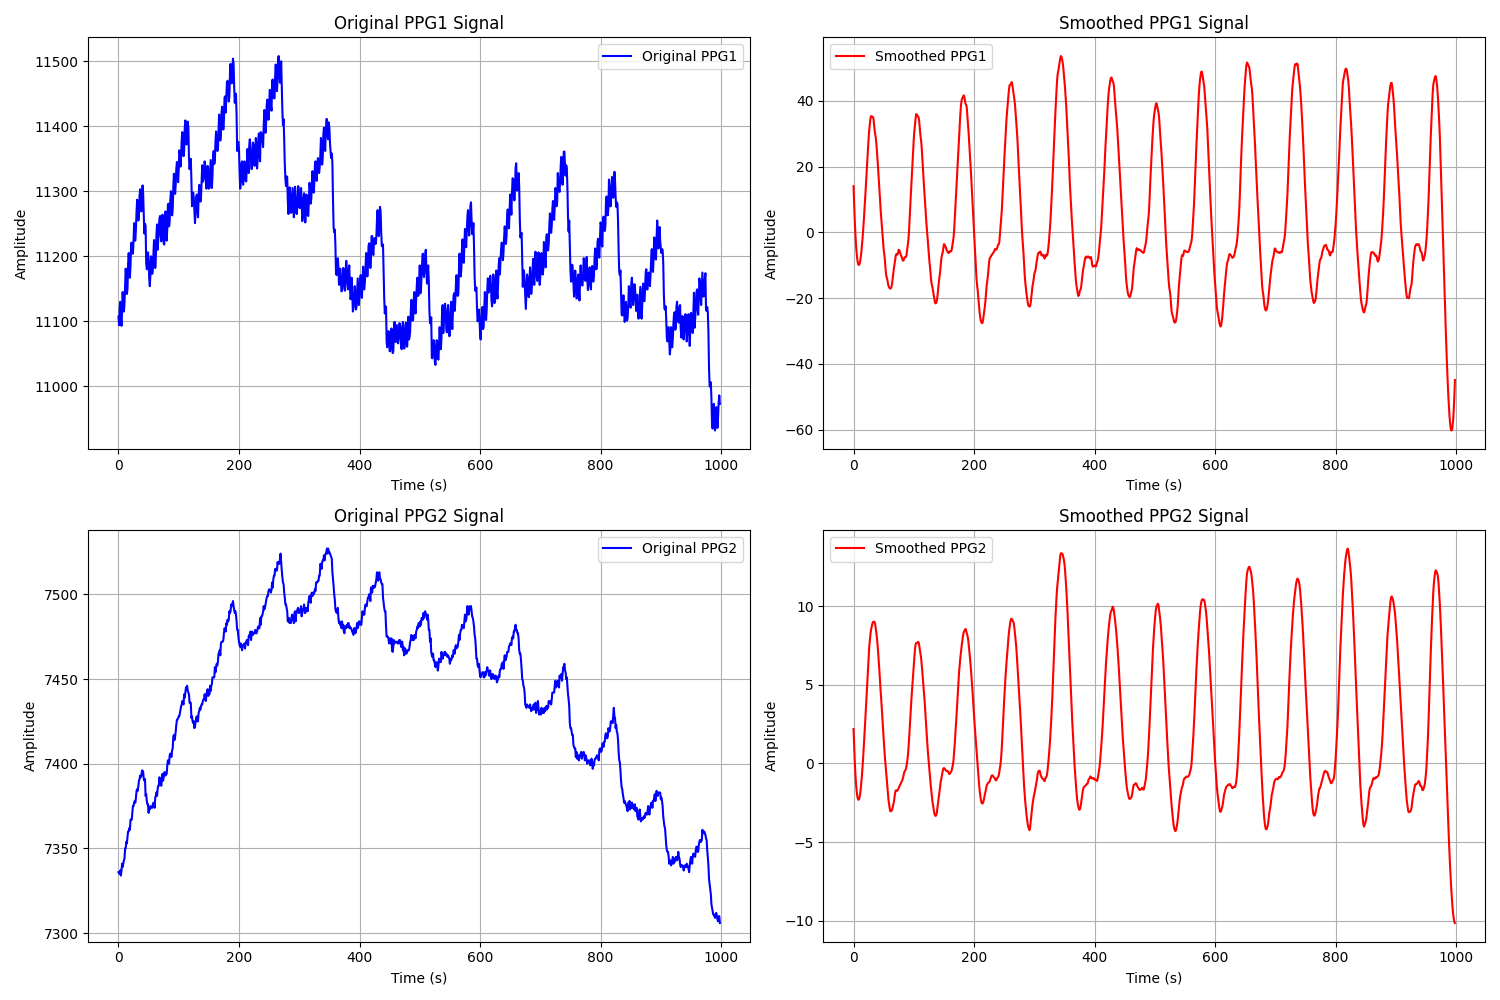 Original PPG1 Signal
Original PPG1
Amplitude
11500
11400
11300
11200
11100
11000
0 200 400 600 800 1000
Time (s)
Smoothed PPG1 Signal
Smoothed PPG1
Amplitude
40
20
0
−20
−40
−60
0 200 400 600 800 1000
Time (s)
Original PPG2 Signal
Original PPG2
Amplitude
7500
7450
7400
7350
7300
0 200 400 600 800 1000
Time (s)
Smoothed PPG2 Signal
Smoothed PPG2
Amplitude
10
5
0
−5
−10
0 200 400 600 800 1000
Time (s)